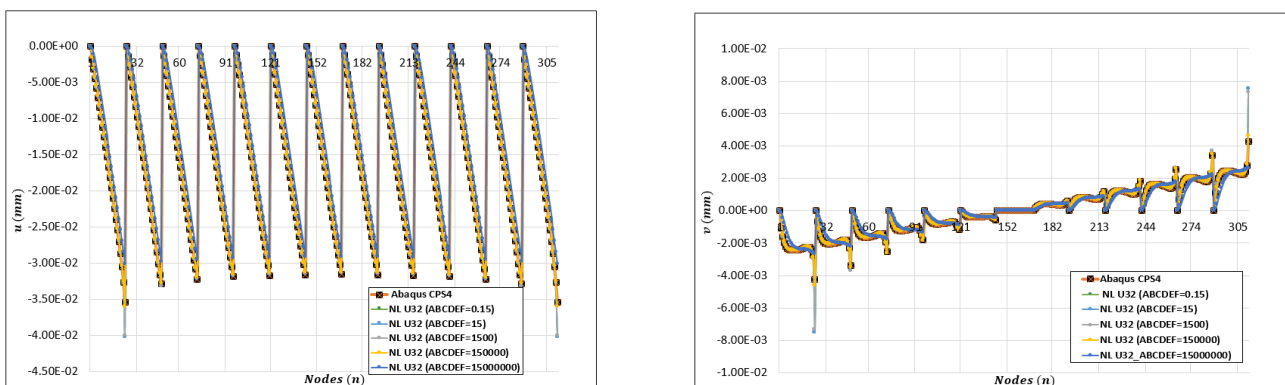 0.00E+00
1 32 60 91 121 152 182 213 244 274 305
-5.00E-03
-1.00E-02
-1.50E-02
-2.00E-02
-2.50E-02
-3.00E-02
-3.50E-02
-4.00E-02
-4.50E-02
u (mm)
Abaqus CPS4
NL U32 (ABCDEF=0.15)
NL U32 (ABCDEF=15)
NL U32 (ABCDEF=1500)
NL U32 (ABCDEF=150000)
NL U32 (ABCDEF=15000000)
Nodes (n)
1.00E-02
8.00E-03
6.00E-03
4.00E-03
2.00E-03
0.00E+00
1 32 60 91 121 152 182 213 244 274 305
-2.00E-03
-4.00E-03
-6.00E-03
-8.00E-03
-1.00E-02
v (mm)
Abaqus CPS4
NL U32 (ABCDEF=0.15)
NL U32 (ABCDEF=15)
NL U32 (ABCDEF=1500)
NL U32 (ABCDEF=150000)
NL U32_ABCDEF=15000000)
Nodes (n)